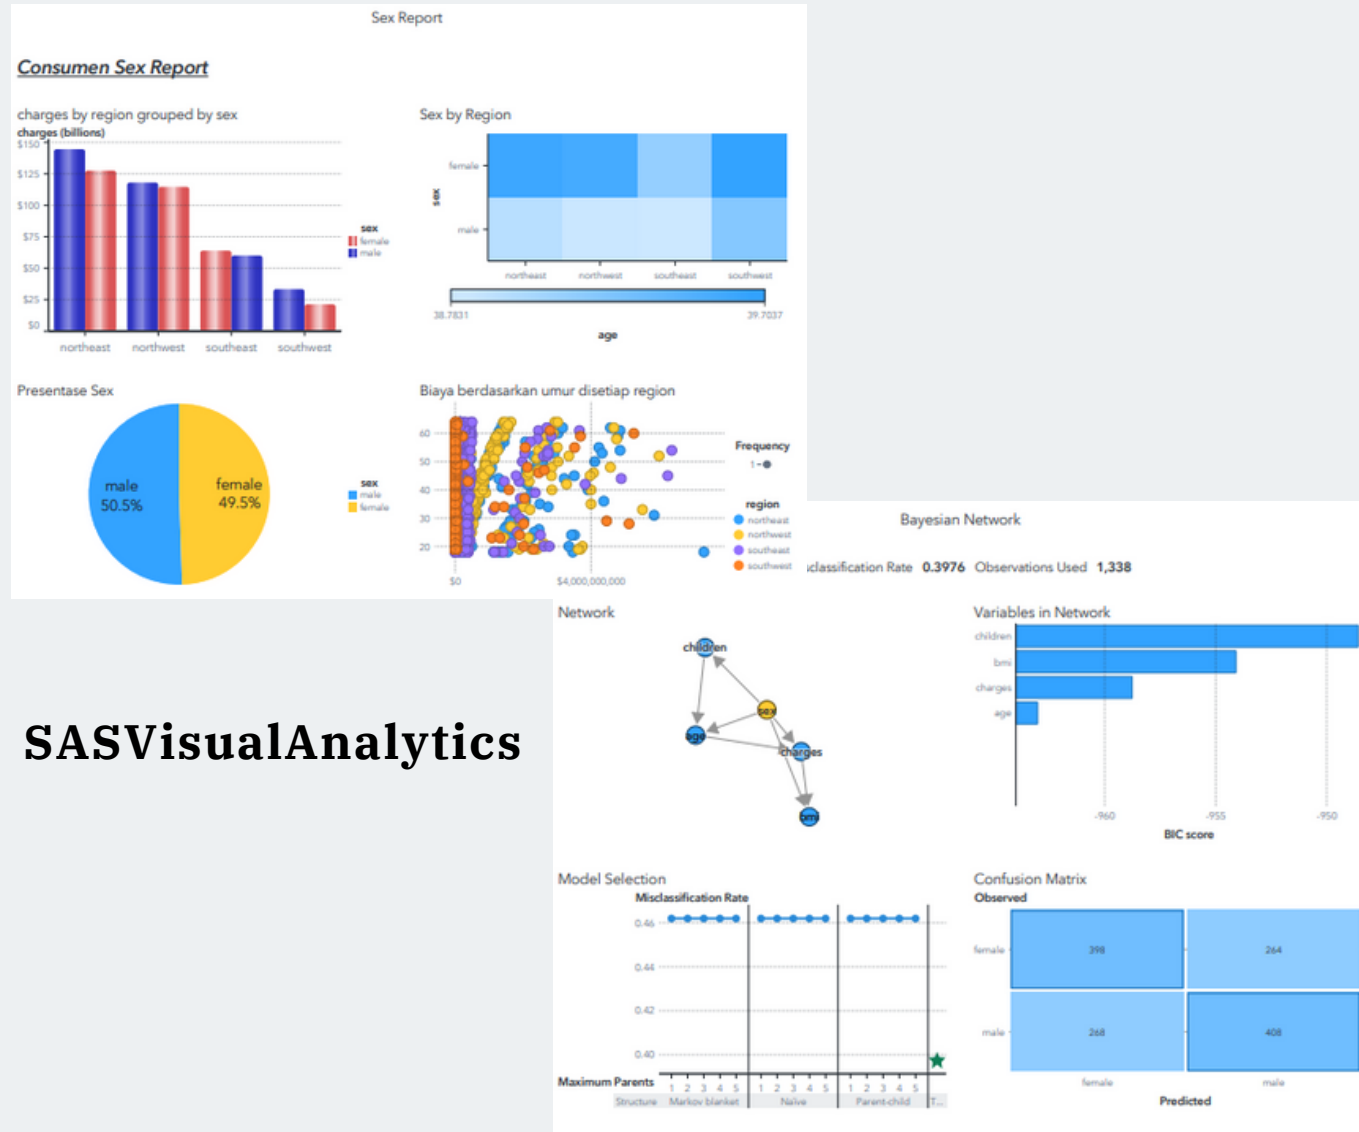 Sex Report
Consumen Sex Report
charges by region grouped by sex
charges (billions)
$150
$125
$100
$75
$50
$25
$0
northeast northwest southeast southwest
sex
female
male
Sex by Region
sex
female
male
northeast northwest southeast southwest
38.7831 39.7037
age
Presentase Sex
male
50.5%
female
49.5%
sex
male
female
Biaya berdasarkan umur disetiap region
60
50
40
30
20
$0 $4,000,000,000
Frequency
1
region
northeast
northwest
southeast
southwest
SASVisualAnalytics
Bayesian Network
classification Rate 0.3976 Observations Used 1,338
Network
children
sex
age
charges
bmi
Variables in Network
children
bmi
charges
age
-960 -955 -950
BIC score
Model Selection
Misclassification Rate
0.46
0.44
0.42
0.40
Maximum Parents 1 2 3 4 5 1 2 3 4 5 1 2 3 4 5
Structure Markov blanket Naïve Parent-child T...
Confusion Matrix
Observed
female 398 264
male 268 408
female male
Predicted